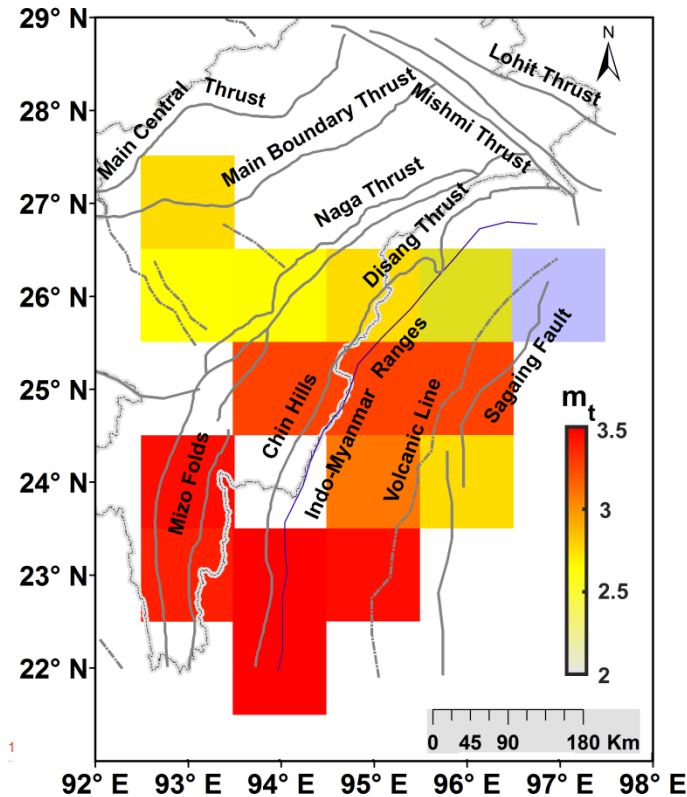 29° N
N
Lohit Thrust
28° N
Main Central Thrust
Main Boundary Thrust
Mishmi Thrust
27° N
Naga Thrust
Disang Thrust
26° N
25° N
Chin Hills
Indo-Myanmar Ranges
Volcanic Line
Sagaing Fault
mt
3.5
24° N
Mizo Folds
3
23° N
2.5
22° N
2
1
0 45 90 180 Km
92° E 93° E 94° E 95° E 96° E 97° E 98° E